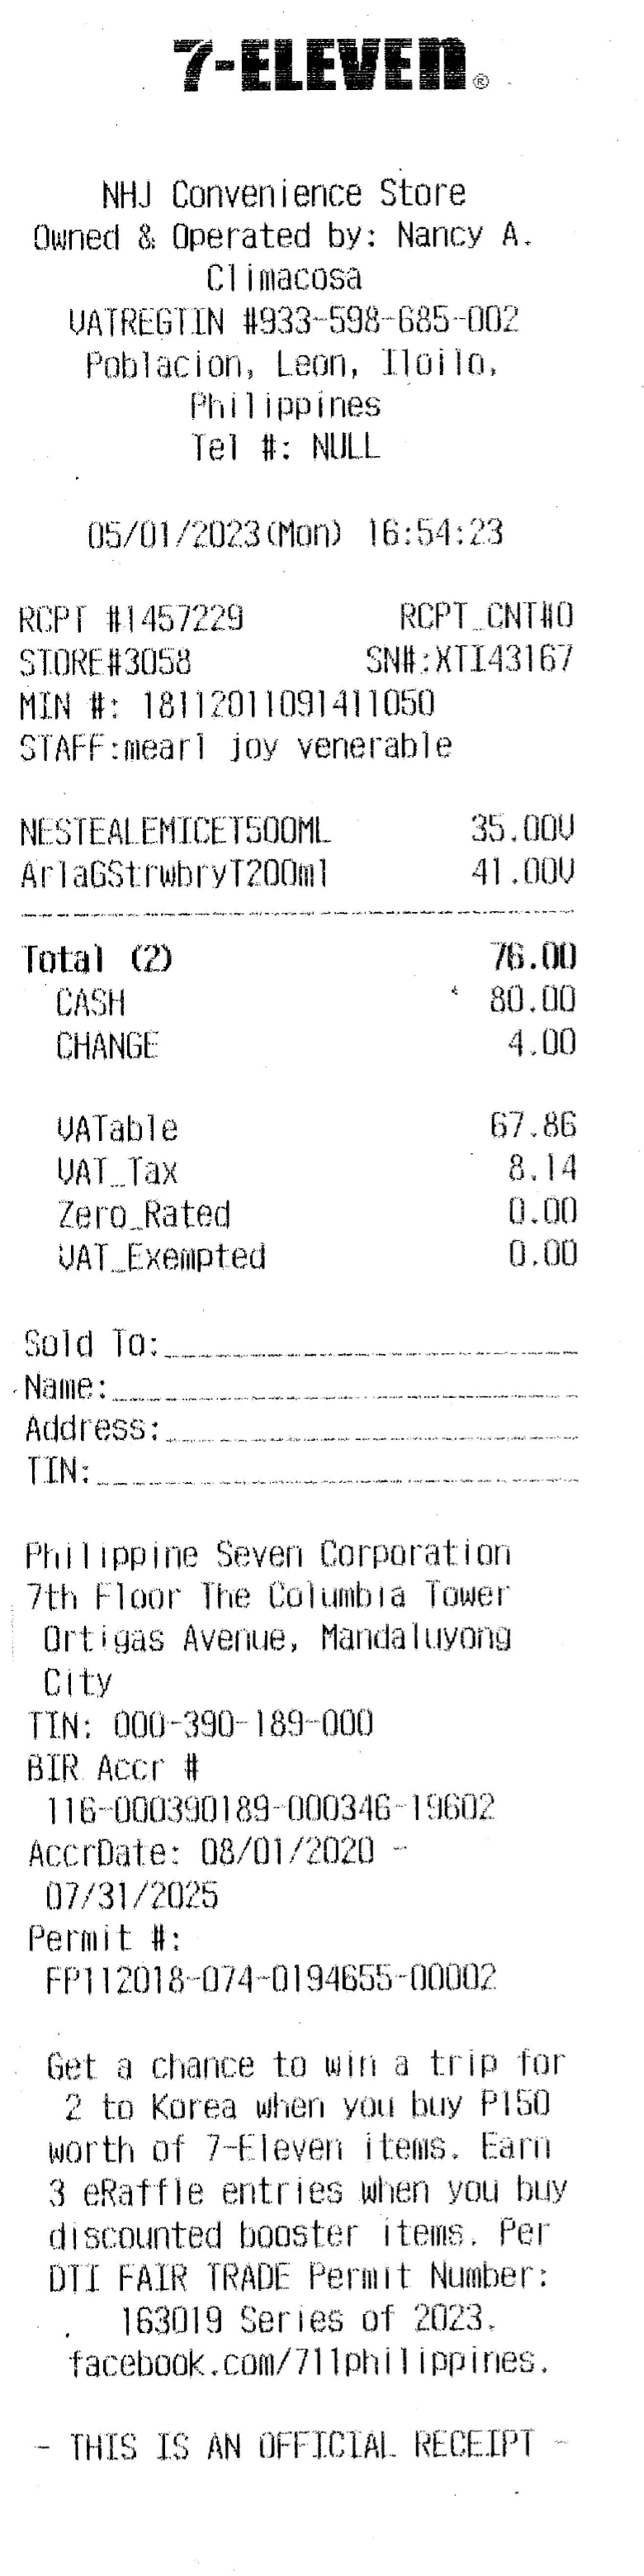 7-ELEVEn®
NHJ Convenience Store
Owned & Operated by: Nancy A.
Climacosa
VATREGTIN #933-598-685-002
Poblacion, Leon, Iloilo,
Philippines
Tel #: NULL
05/01/2023(Mon) 16:54:23
RCPT #1457229 RCPT_CNT#0
STORE#3058 SN#:XTI43167
MIN #: 18112011091411050
STAFF:mearl joy venerable
NESTEALEMICET500ML 35.00V
ArlaGStrwbryT200ml 41.00V
Total (2) 76.00
CASH 80.00
CHANGE 4.00
VATable 67.86
VAT_Tax 8.14
Zero_Rated 0.00
VAT_Exempted 0.00
Sold To:
Name:
Address:
TIN:
Philippine Seven Corporation
7th Floor The Columbia Tower
Ortigas Avenue, Mandaluyong
City
TIN: 000-390-189-000
BIR Accr #
116-000390189-000346-19602
AccrDate: 08/01/2020 -
07/31/2025
Permit #:
FP112018-074-0194655-00002
Get a chance to win a trip for
2 to Korea when you buy P150
worth of 7-Eleven items. Earn
3 eRaffle entries when you buy
discounted booster items. Per
DTI FAIR TRADE Permit Number:
163019 Series of 2023.
facebook.com/711philippines.
- THIS IS AN OFFICIAL RECEIPT -